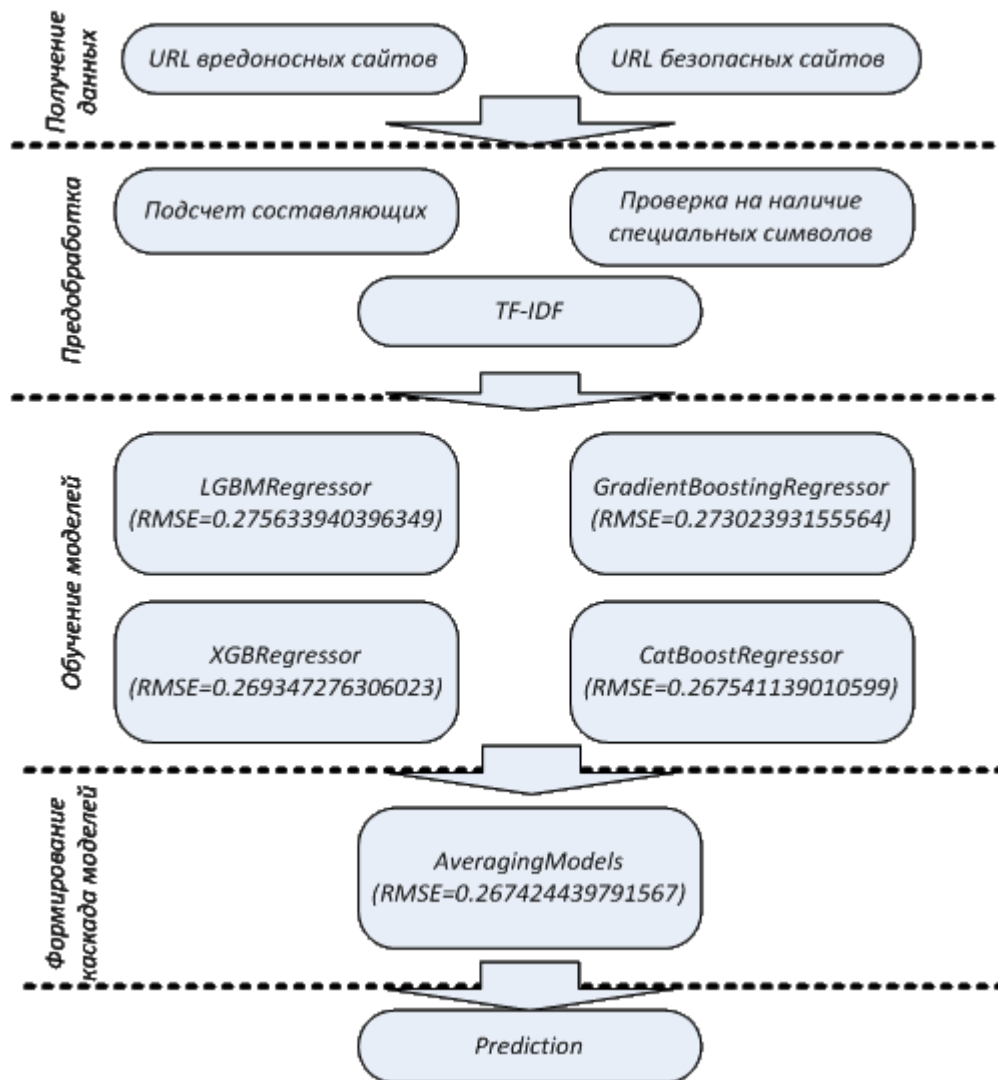 Получение
данных
URL вредоносных сайтов
URL безопасных сайтов
Предобработка
Подсчет составляющих
Проверка на наличие
специальных символов
TF-IDF
Обучение моделей
LGBMRegressor
(RMSE=0.275633940396349)
GradientBoostingRegressor
(RMSE=0.27302393155564)
XGBRegressor
(RMSE=0.269347276306023)
CatBoostRegressor
(RMSE=0.267541139010599)
Формирование
каскада моделей
AveragingModels
(RMSE=0.267424439791567)
Prediction